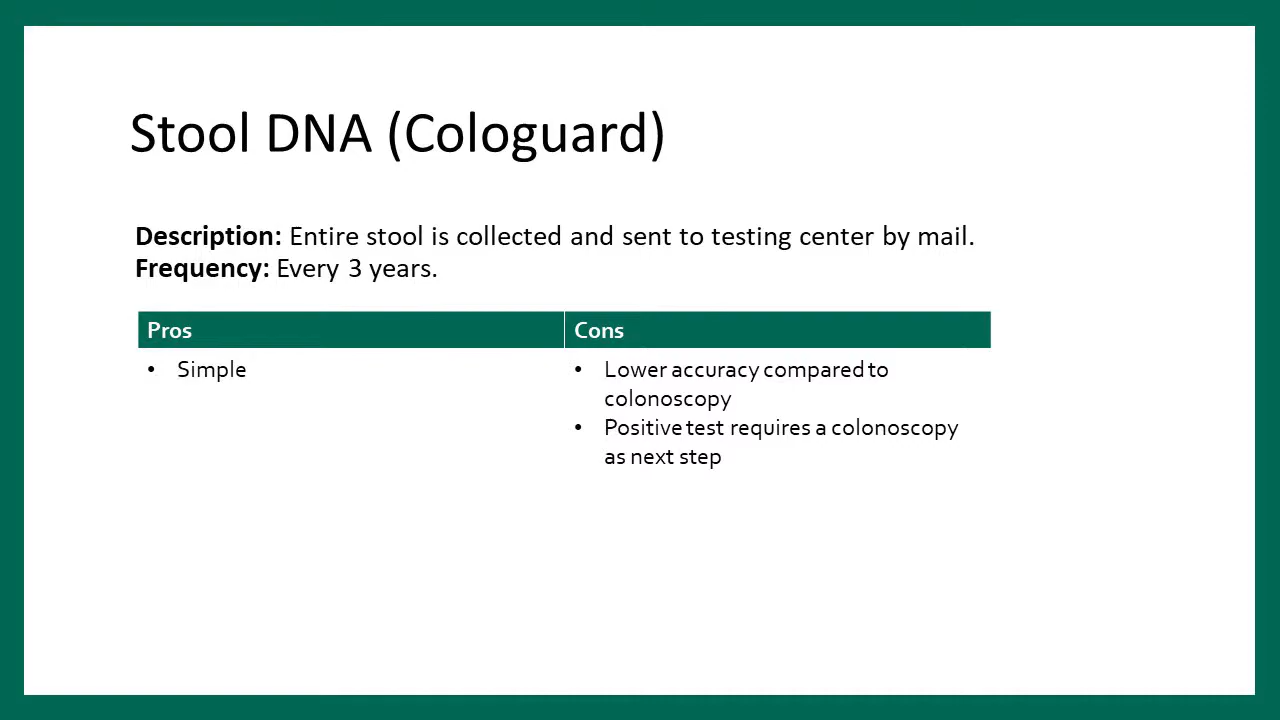 Stool DNA (Cologuard)
Description: Entire stool is collected and sent to testing center by mail.
Frequency: Every 3 years.
Pros
Cons
• Simple
• Lower accuracy compared to
colonoscopy
• Positive test requires a colonoscopy
as next step